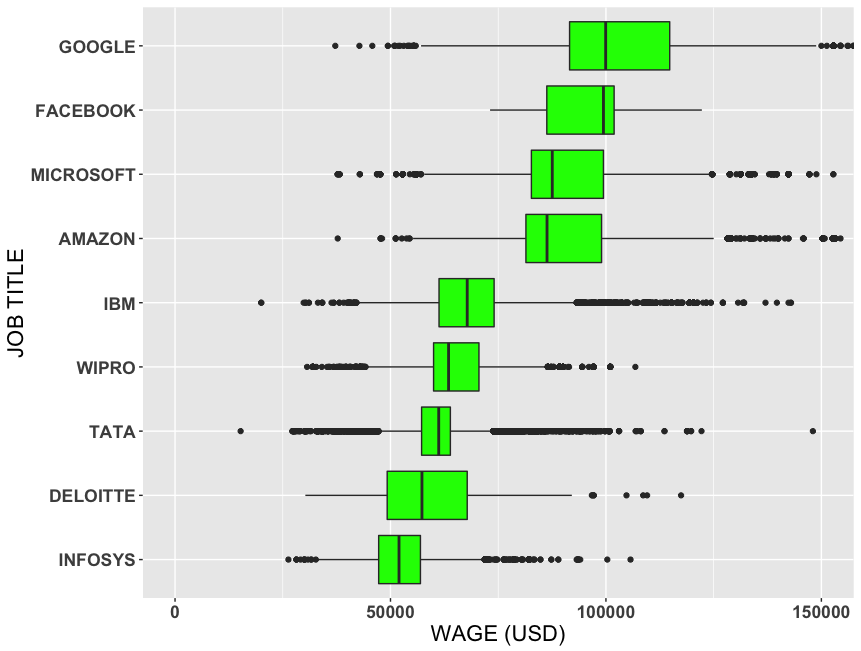 GOOGLE
FACEBOOK
MICROSOFT
AMAZON
IBM
WIPRO
TATA
DELOITTE
INFOSYS
JOB TITLE
0 50000 100000 150000
WAGE (USD)